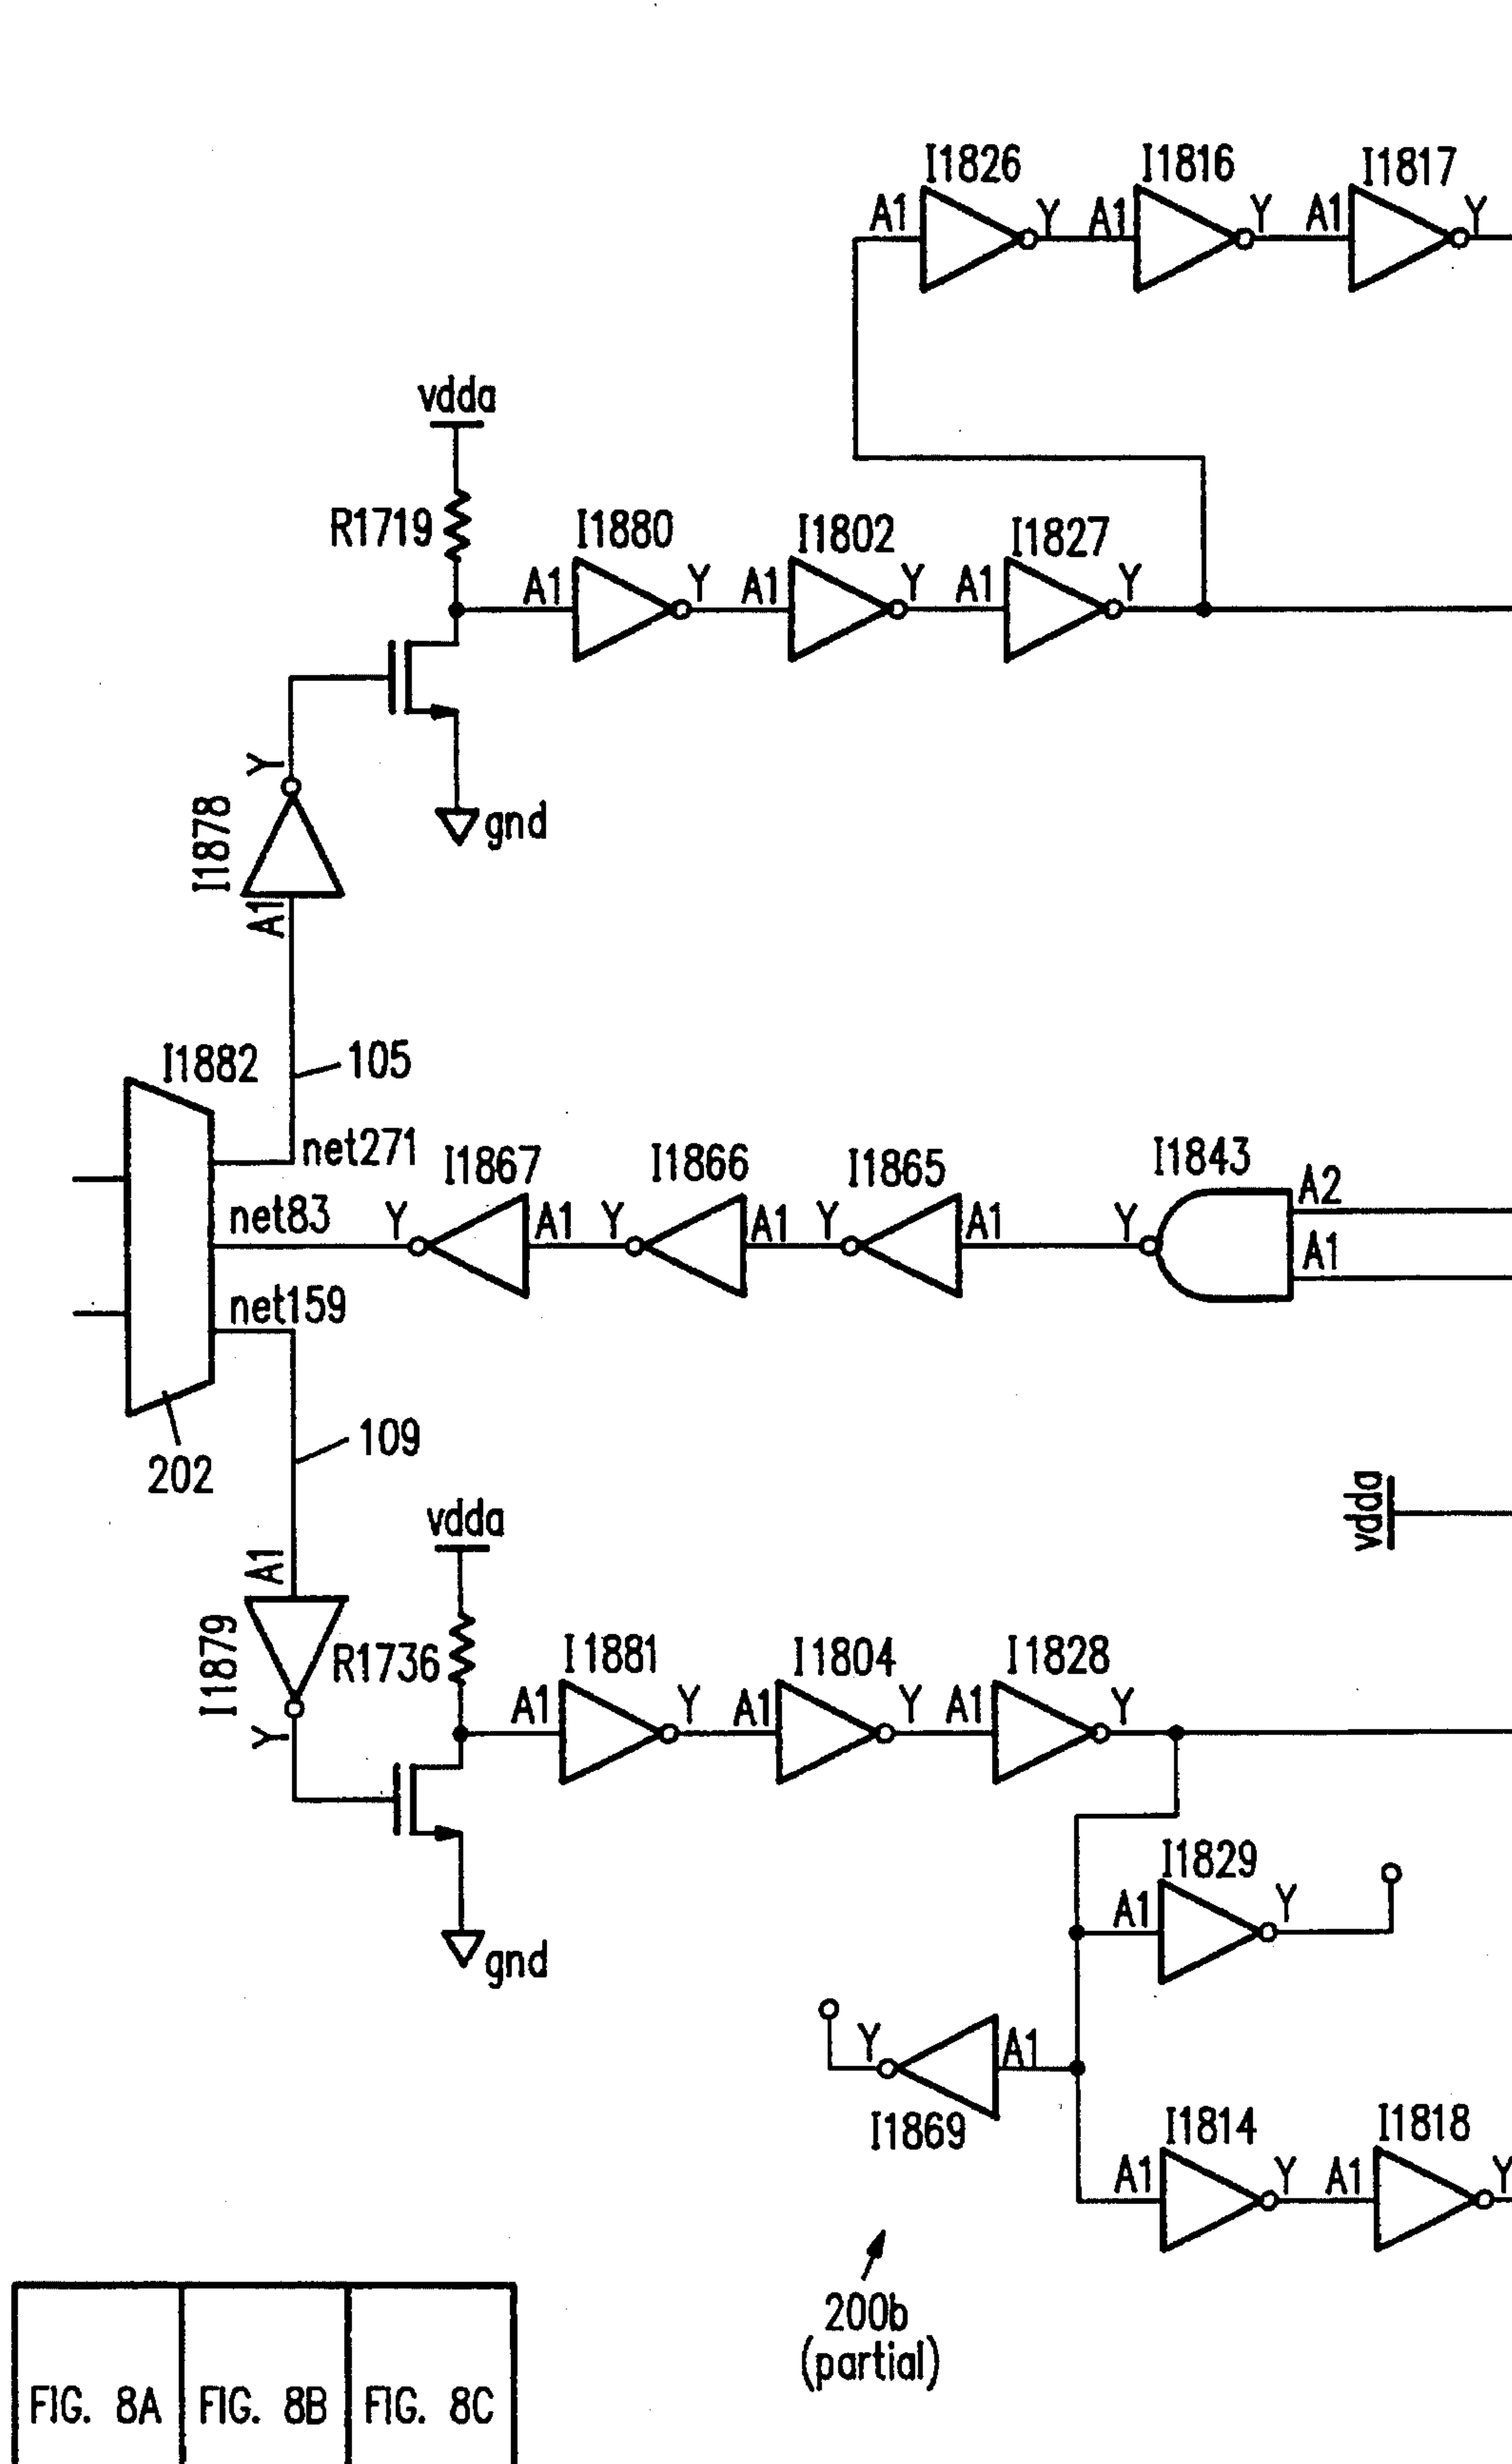 I1826 I1816 I1817
A1 Y A1 Y A1 Y
vdda
R1719 I1880 I1802 I1827
A1 Y A1 Y A1 Y
Y
I1878
gnd
A1
I1882 105
net271 I1867 I1866 I1865 I1843
A2
net83 Y A1 Y A1 Y A1 Y
A1
net159
109
202
vdda
vdda
A1
I1879 R1736 I1881 I1804 I1828
A1 Y A1 Y A1 Y
Y
I1829
A1 Y
gnd
Y A1
I1869 I1814 I1818
A1 Y A1 Y
200b
(partial)
FIG. 8A FIG. 8B FIG. 8C